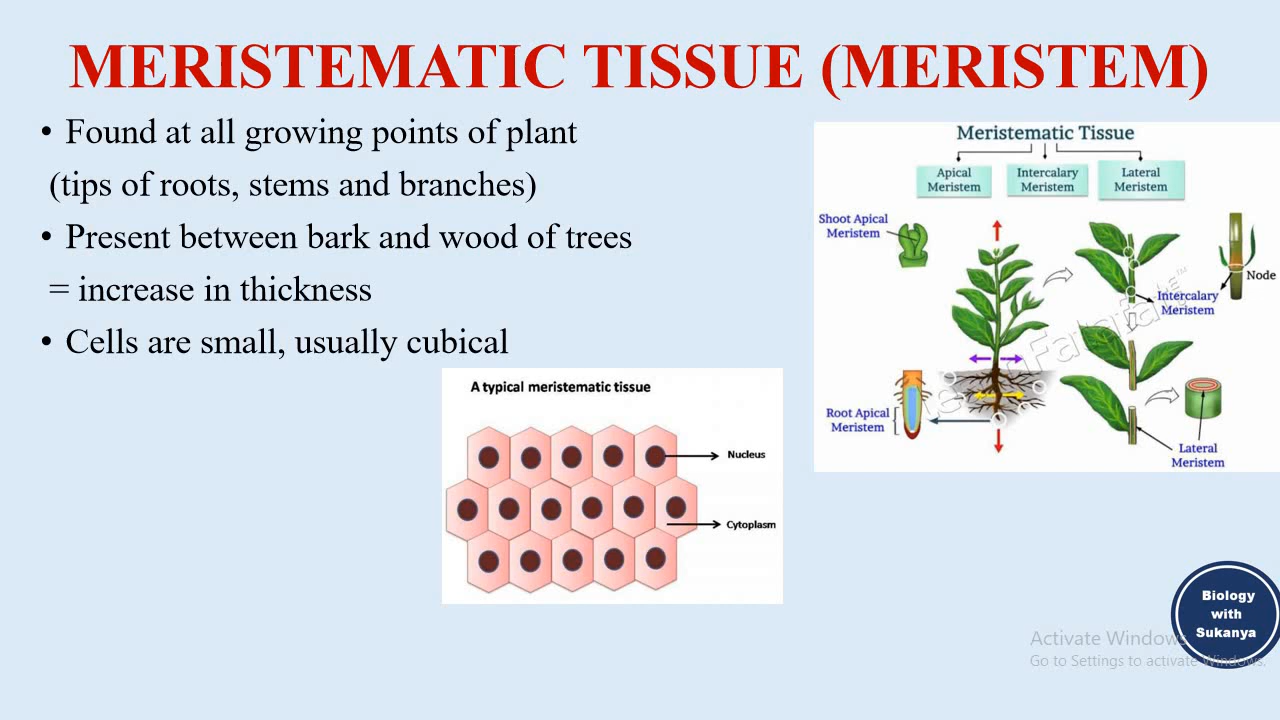 MERISTEMATIC TISSUE (MERISTEM)
• Found at all growing points of plant
(tips of roots, stems and branches)
• Present between bark and wood of trees
= increase in thickness
• Cells are small, usually cubical
A typical meristematic tissue
Nucleus
Cytoplasm
Meristematic Tissue
Apical
Meristem
Intercalary
Meristem
Lateral
Meristem
Shoot Apical
Meristem
Node
Intercalary
Meristem
Root Apical
Meristem
Lateral
Meristem
Biology
with
Sukanya
Activate Windows
Go to Settings to activate Windows.